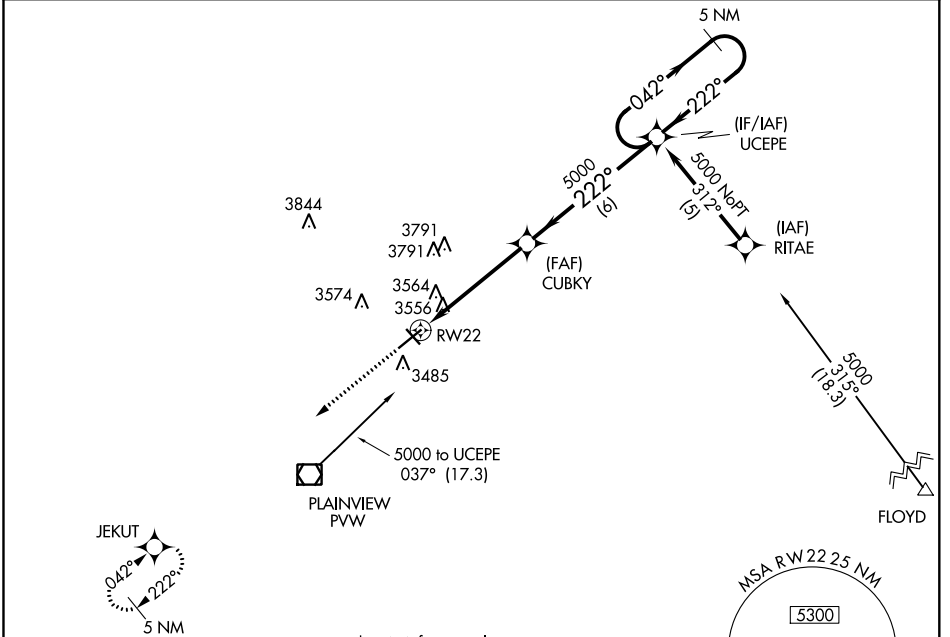 5 NM
042°
222°
(IF/IAF)
UCEPE
5000
222°
(6)
5000 NoPT
312°
(5)
(IAF)
RITAE
3844
3791
3791
(FAF)
CUBKY
3574
3564
3556
RW22
3485
5000
315°
(18.3)
5000 to UCEPE
037° (17.3)
PLAINVIEW
PVW
FLOYD
JEKUT
042°
222°
5 NM
MSA RW22 25 NM
5300